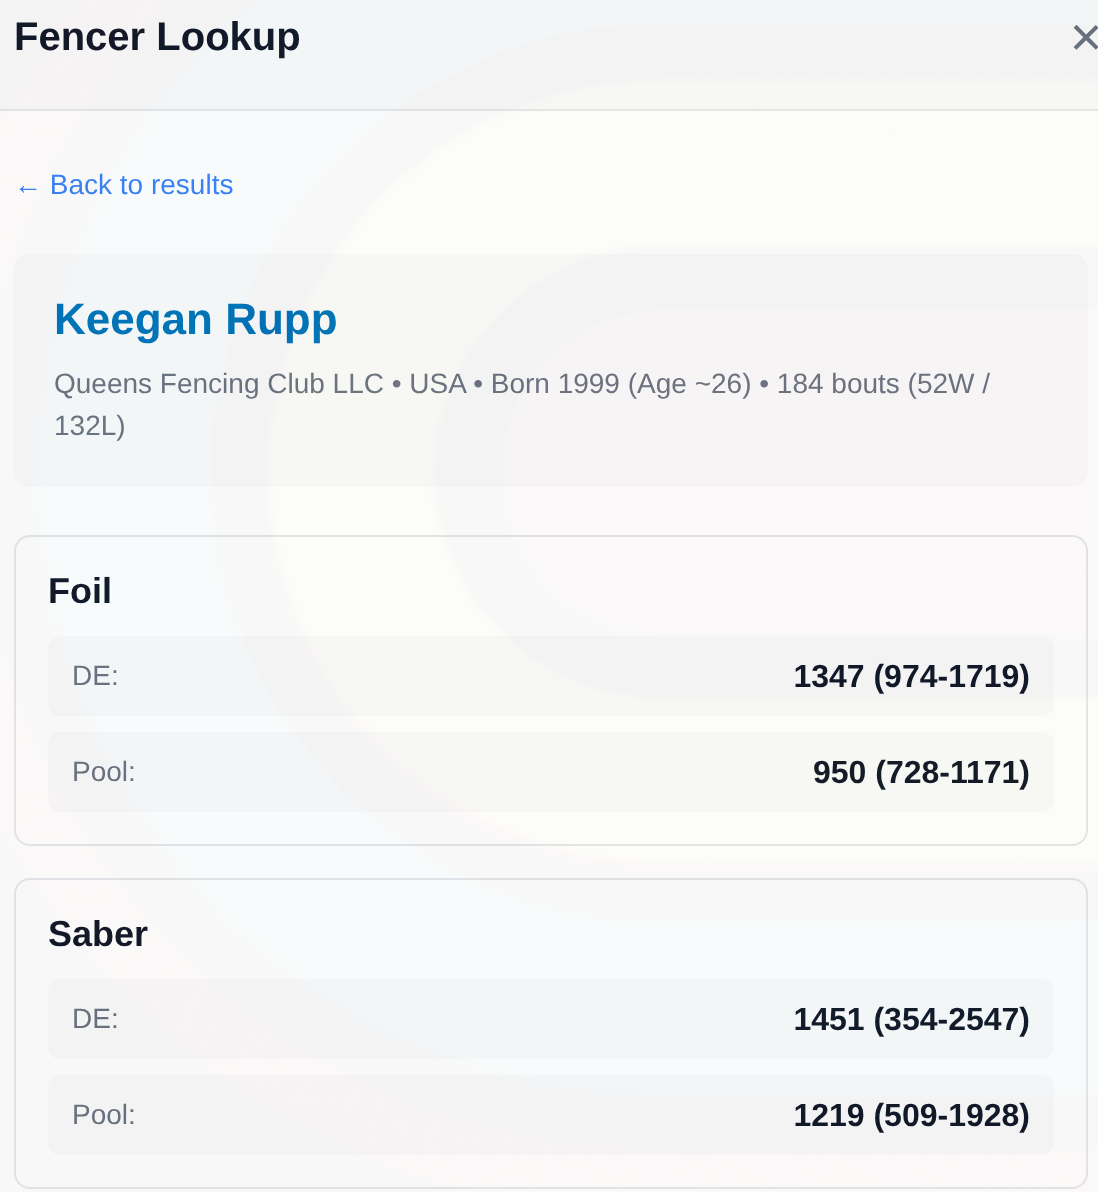 Fencer Lookup
← Back to results
Keegan Rupp
Queens Fencing Club LLC • USA • Born 1999 (Age ~26) • 184 bouts (52W /
132L)
Foil
DE: 1347 (974-1719)
Pool: 950 (728-1171)
Saber
DE: 1451 (354-2547)
Pool: 1219 (509-1928)